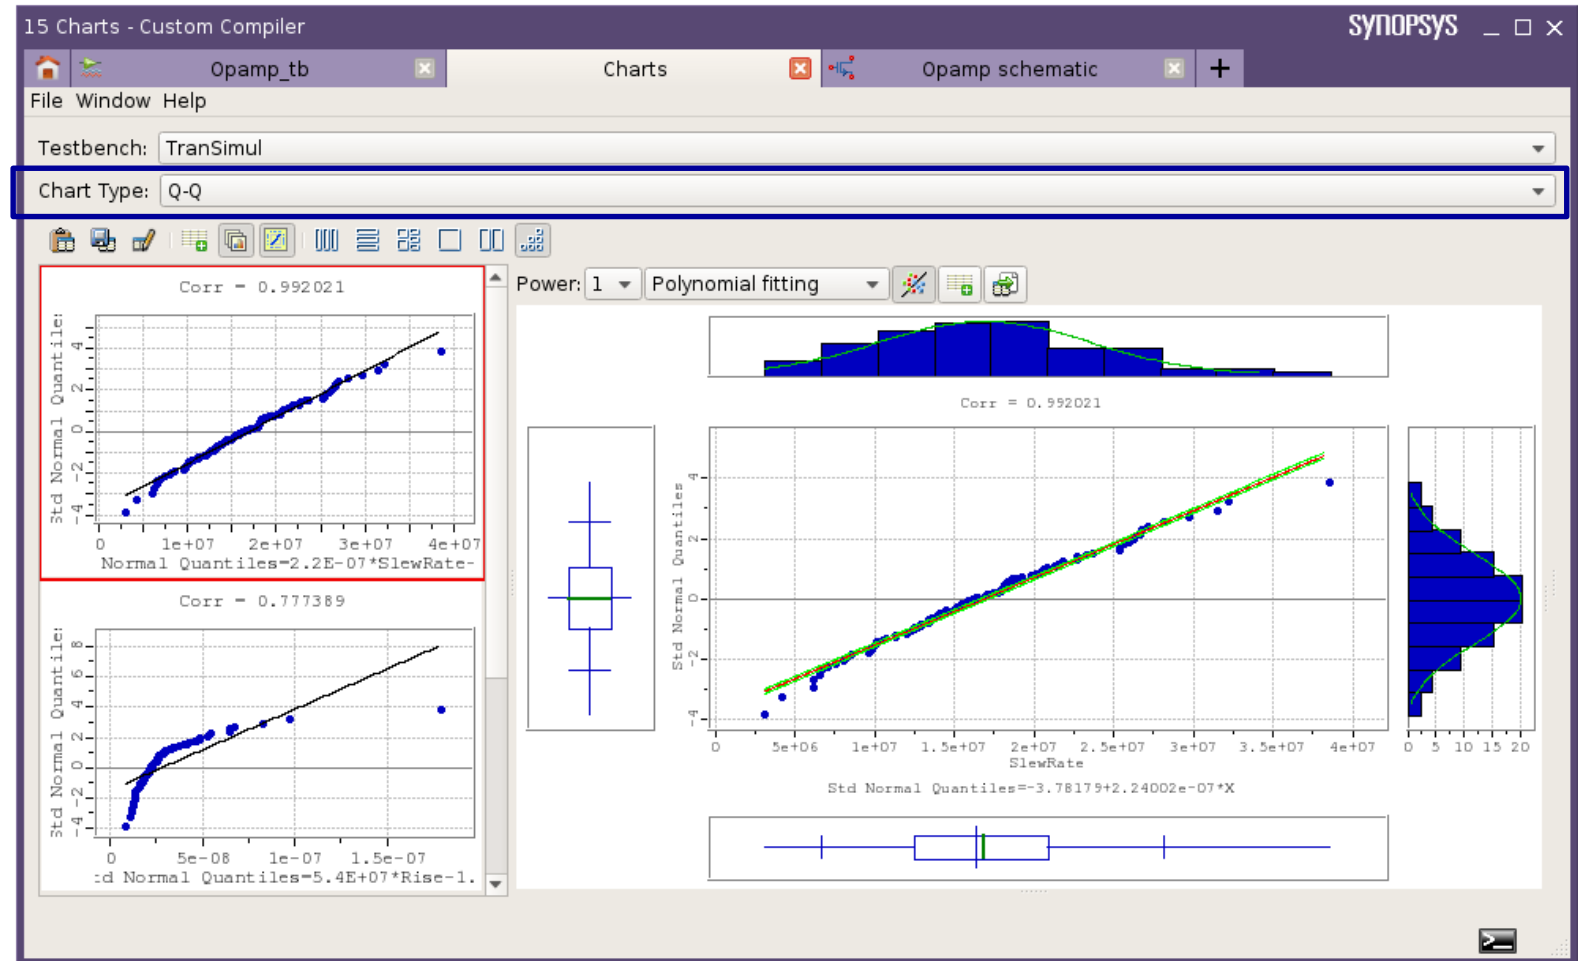 15 Charts - Custom Compiler
SYNOPSYS
Opamp_tb
Charts
Opamp schematic
File Window Help
Testbench: TranSimul
Chart Type: Q-Q
Power: 1 Polynomial fitting
Corr = 0.992021
Std Normal Quantile:
4
2
0
-2
-4
0 1e+07 2e+07 3e+07 4e+07
Normal Quantiles=2.2E-07*SlewRate-
Corr = 0.777389
Std Normal Quantile:
8
6
4
2
0
-2
-4
0 5e-08 1e-07 1.5e-07
:d Normal Quantiles=5.4E+07*Rise-1.
Corr = 0.992021
Std Normal Quantiles
4
2
0
-2
-4
0 5e+06 1e+07 1.5e+07 2e+07 2.5e+07 3e+07 3.5e+07 4e+07
SlewRate
Std Normal Quantiles=-3.78179+2.24002e-07*X
0 5 10 15 20